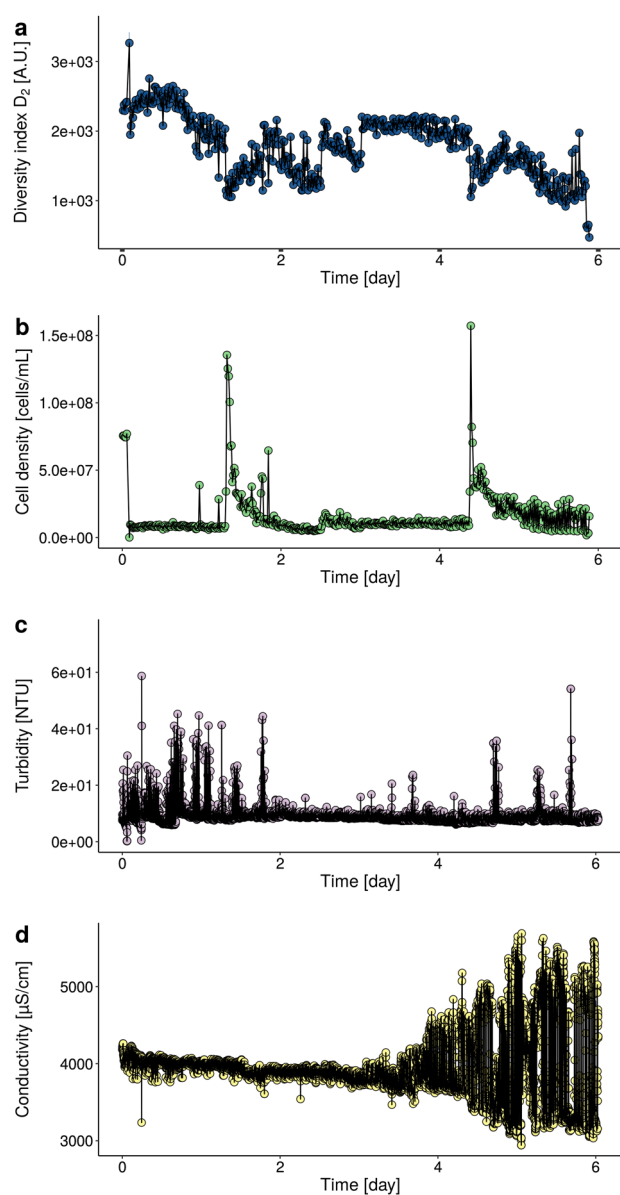 a
Diversity index D2 [A.U.]
3e+03
2e+03
1e+03
0 2 4 6
Time [day]
b
Cell density [cells/mL]
1.5e+08
1.0e+08
5.0e+07
0.0e+00
0 2 4 6
Time [day]
c
Turbidity [NTU]
6e+01
4e+01
2e+01
0e+00
0 2 4 6
Time [day]
d
Conductivity [µS/cm]
5000
4000
3000
0 2 4 6
Time [day]